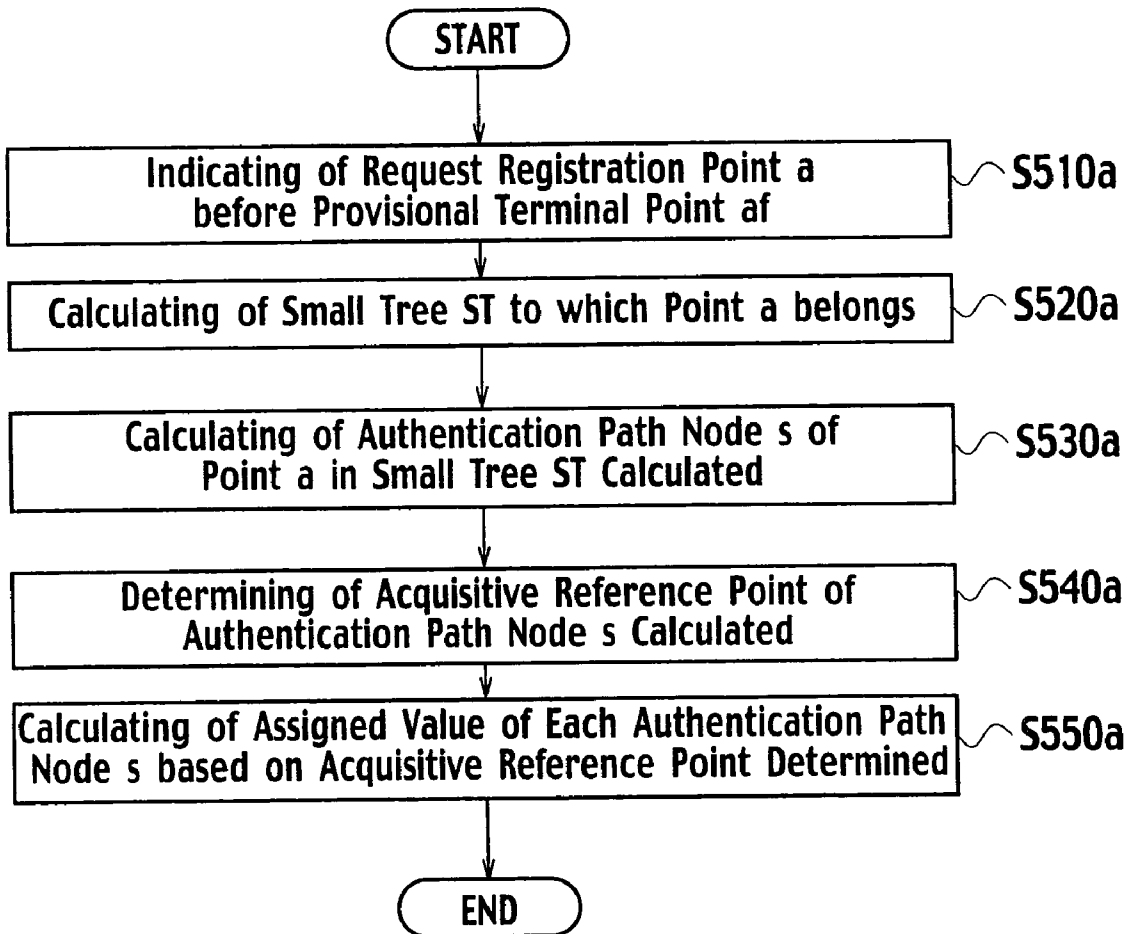 START
Indicating of Request Registration Point a
before Provisional Terminal Point af
S510a
Calculating of Small Tree ST to which Point a belongs
S520a
Calculating of Authentication Path Node s of
Point a in Small Tree ST Calculated
S530a
Determining of Acquisitive Reference Point of
Authentication Path Node s Calculated
S540a
Calculating of Assigned Value of Each Authentication Path
Node s based on Acquisitive Reference Point Determined
S550a
END